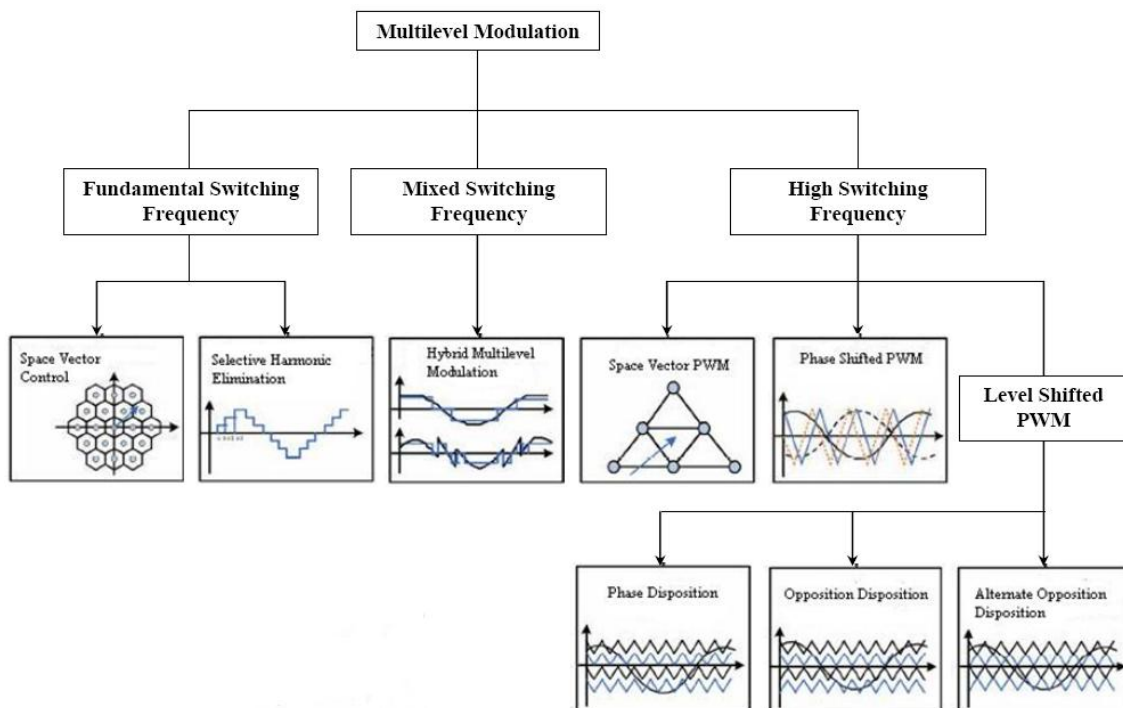 Multilevel Modulation
Fundamental Switching
Frequency
Mixed Switching
Frequency
High Switching
Frequency
Space Vector
Control
Selective Harmonic
Elimination
Hybrid Multilevel
Modulation
Space Vector PWM
Phase Shifted PWM
Level Shifted
PWM
Phase Disposition
Opposition Disposition
Alternate Opposition
Disposition